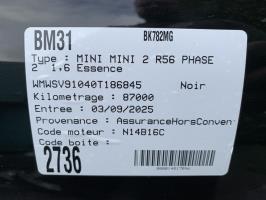 BM31
BK782MG
Type : MINI MINI 2 R56 PHASE
2 1.6 Essence
WMWSV91040T186845 Noir
Kilometrage : 87000
Entree : 03/09/2025
Provenance : AssuranceHorsConven
Code moteur : N14B16C
Code boite :
2736